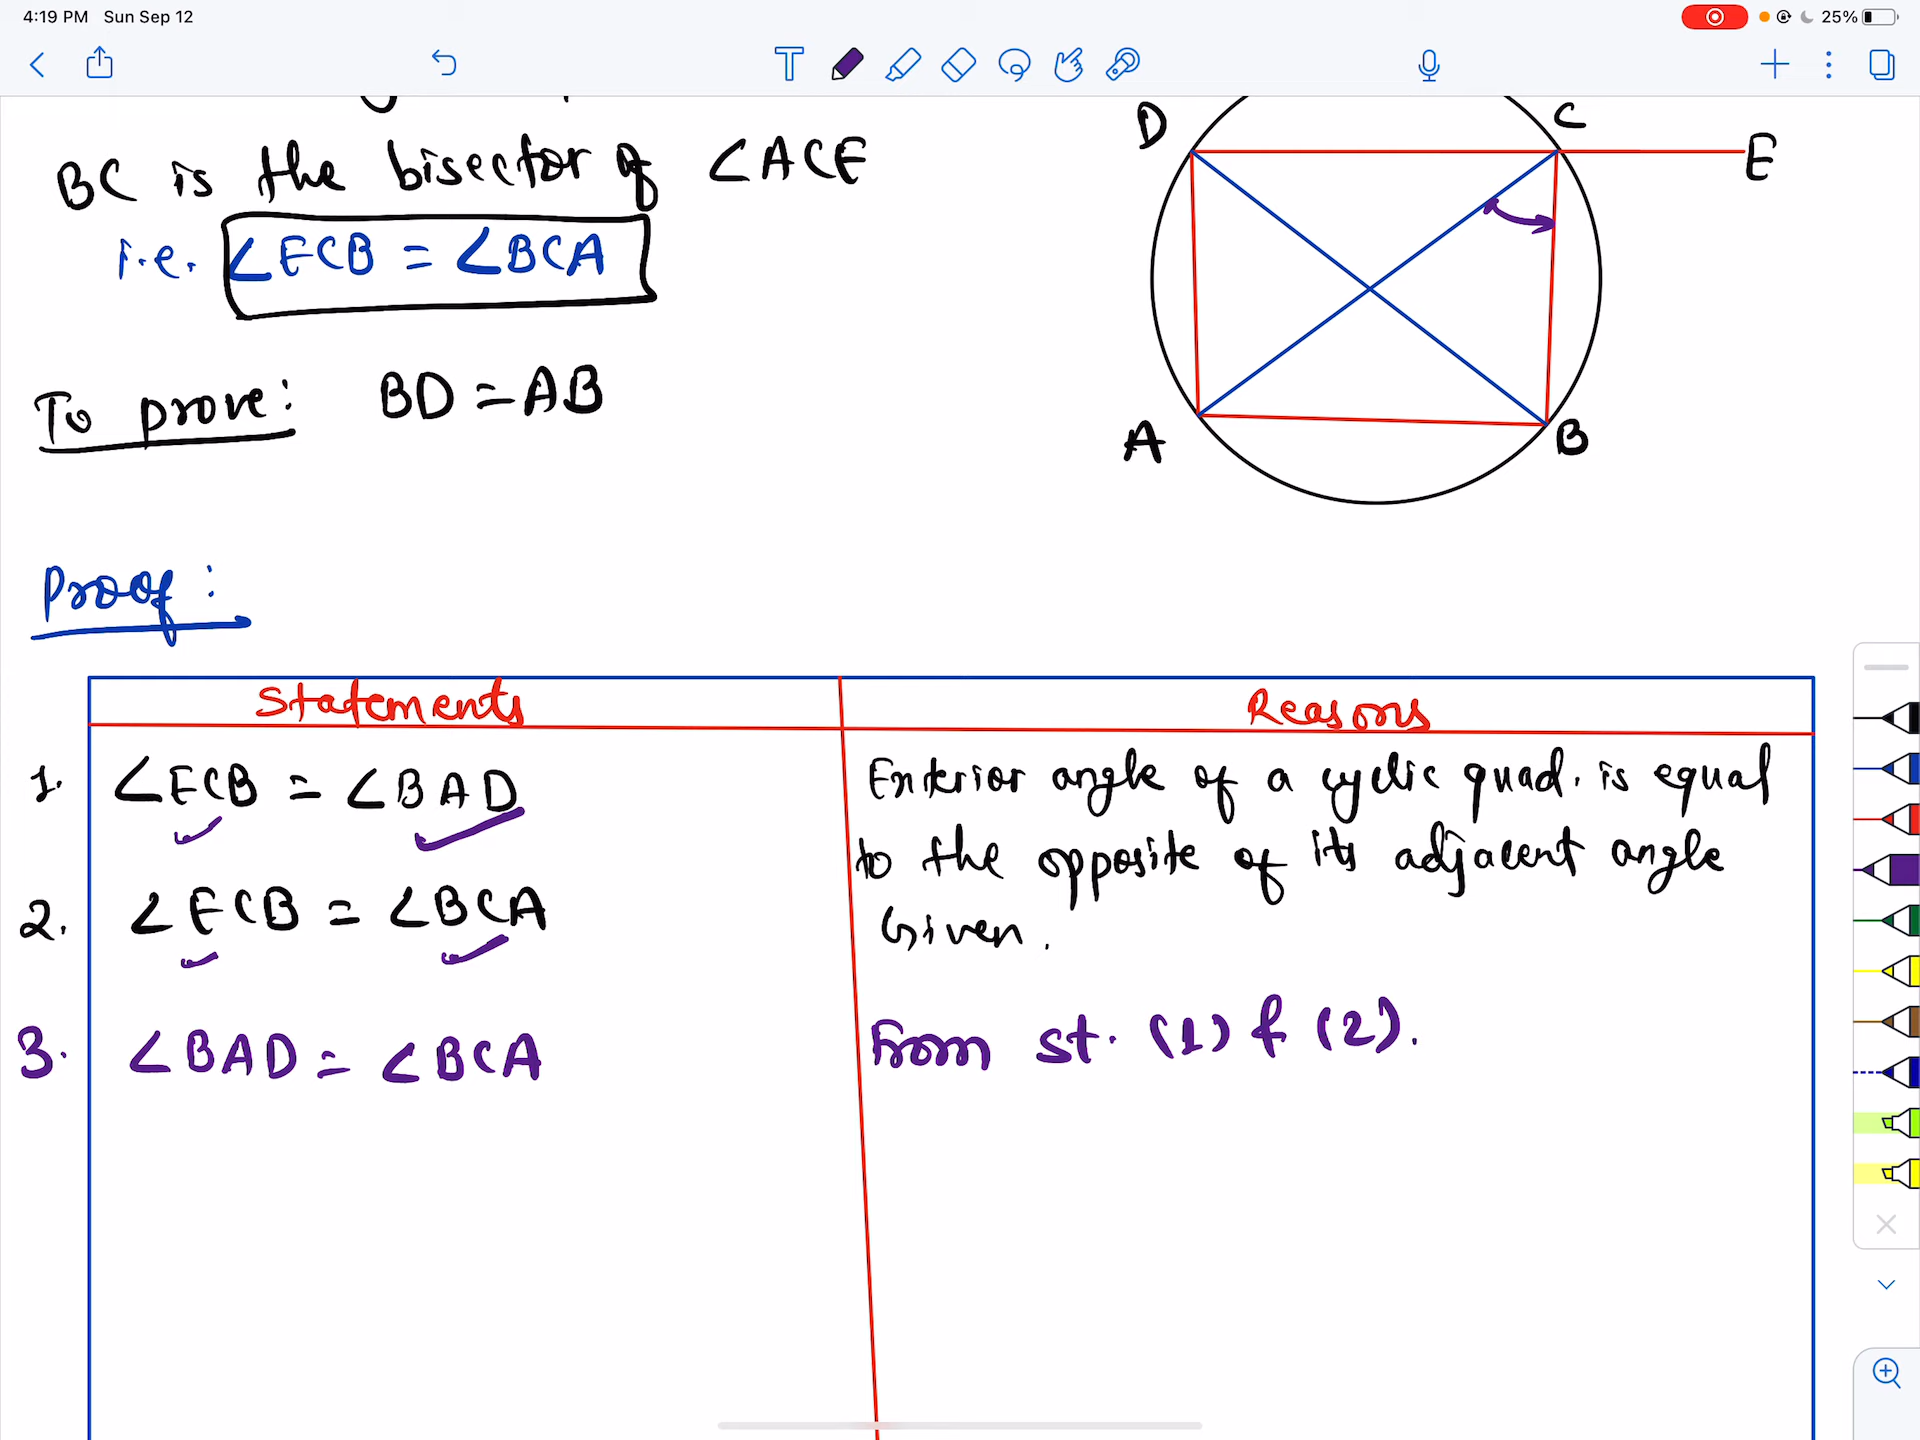 4:19 PM Sun Sep 12
25%
BC is the bisector of ∠ACE
i.e. ∠ECB = ∠BCA
To prove: BD = AB
D
C
E
A
B
Proof:
Statements
Reasons
1. ∠ECB = ∠BAD
Exterior angle of a cyclic quad. is equal
to the opposite of its adjacent angle
2. ∠ECB = ∠BCA
Given.
3. ∠BAD = ∠BCA
From st. (1) & (2).